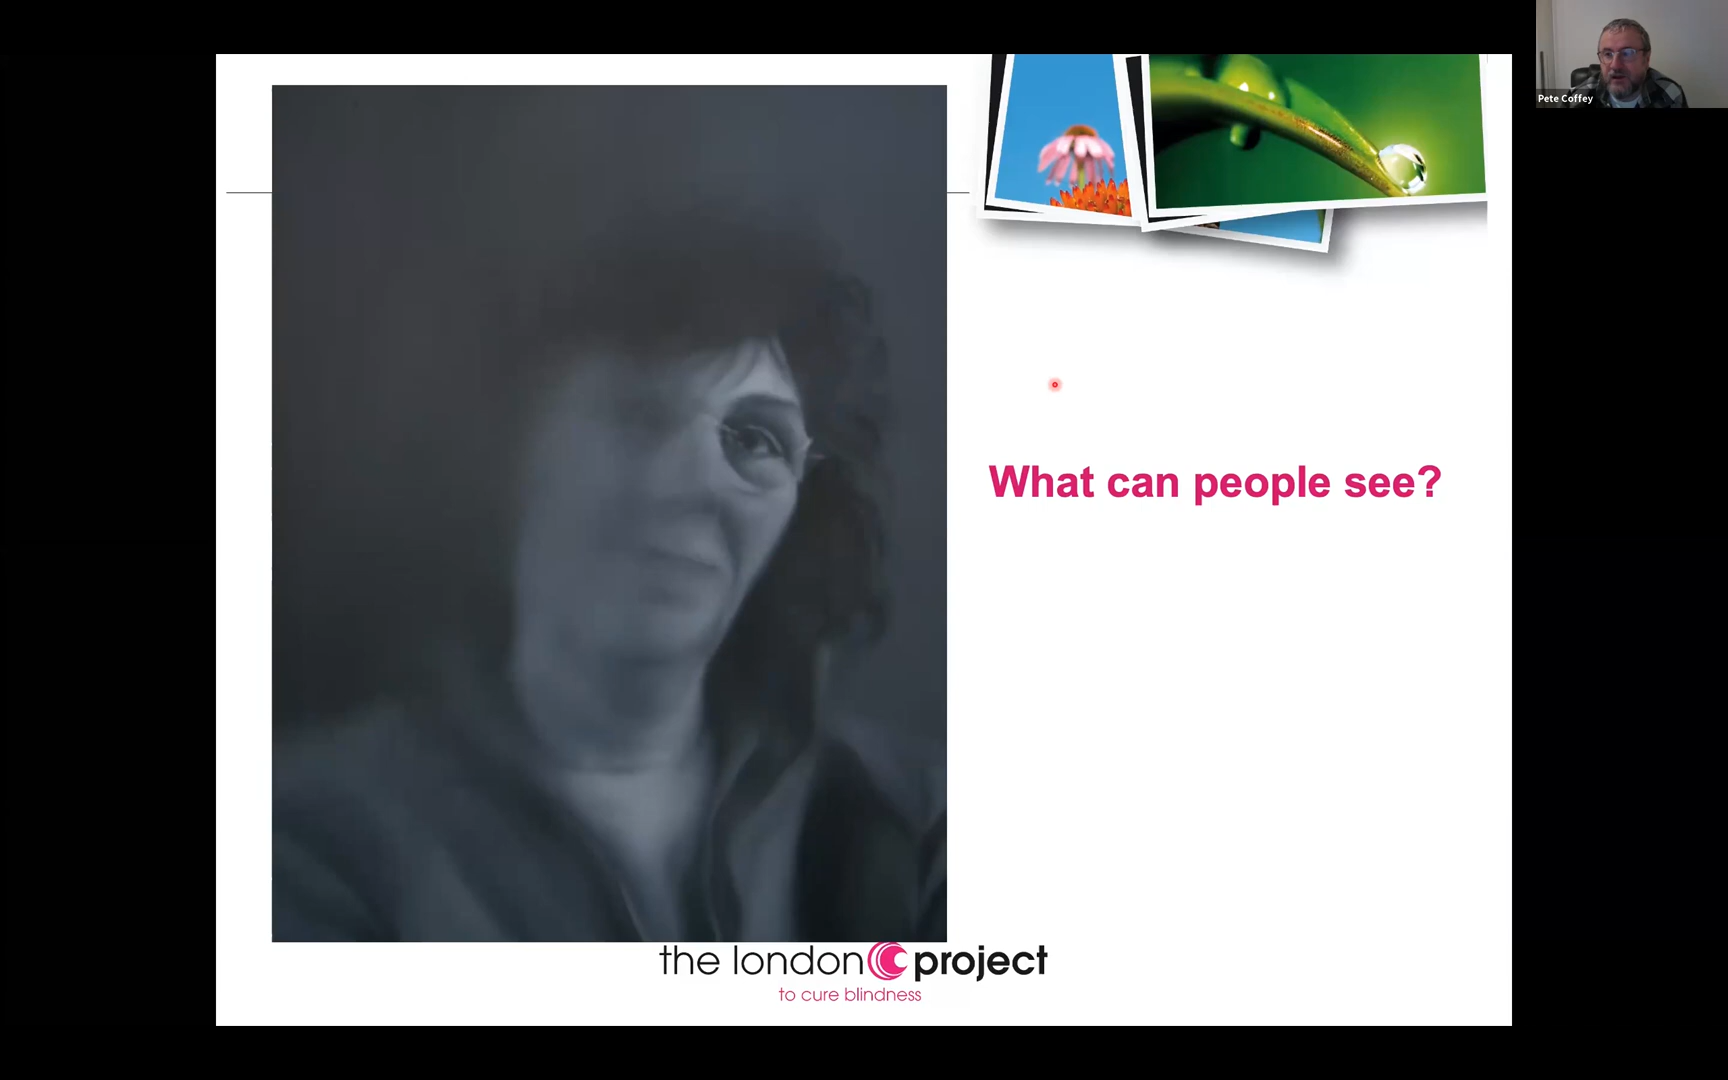 Pete Coffey
What can people see?
the london project
to cure blindness